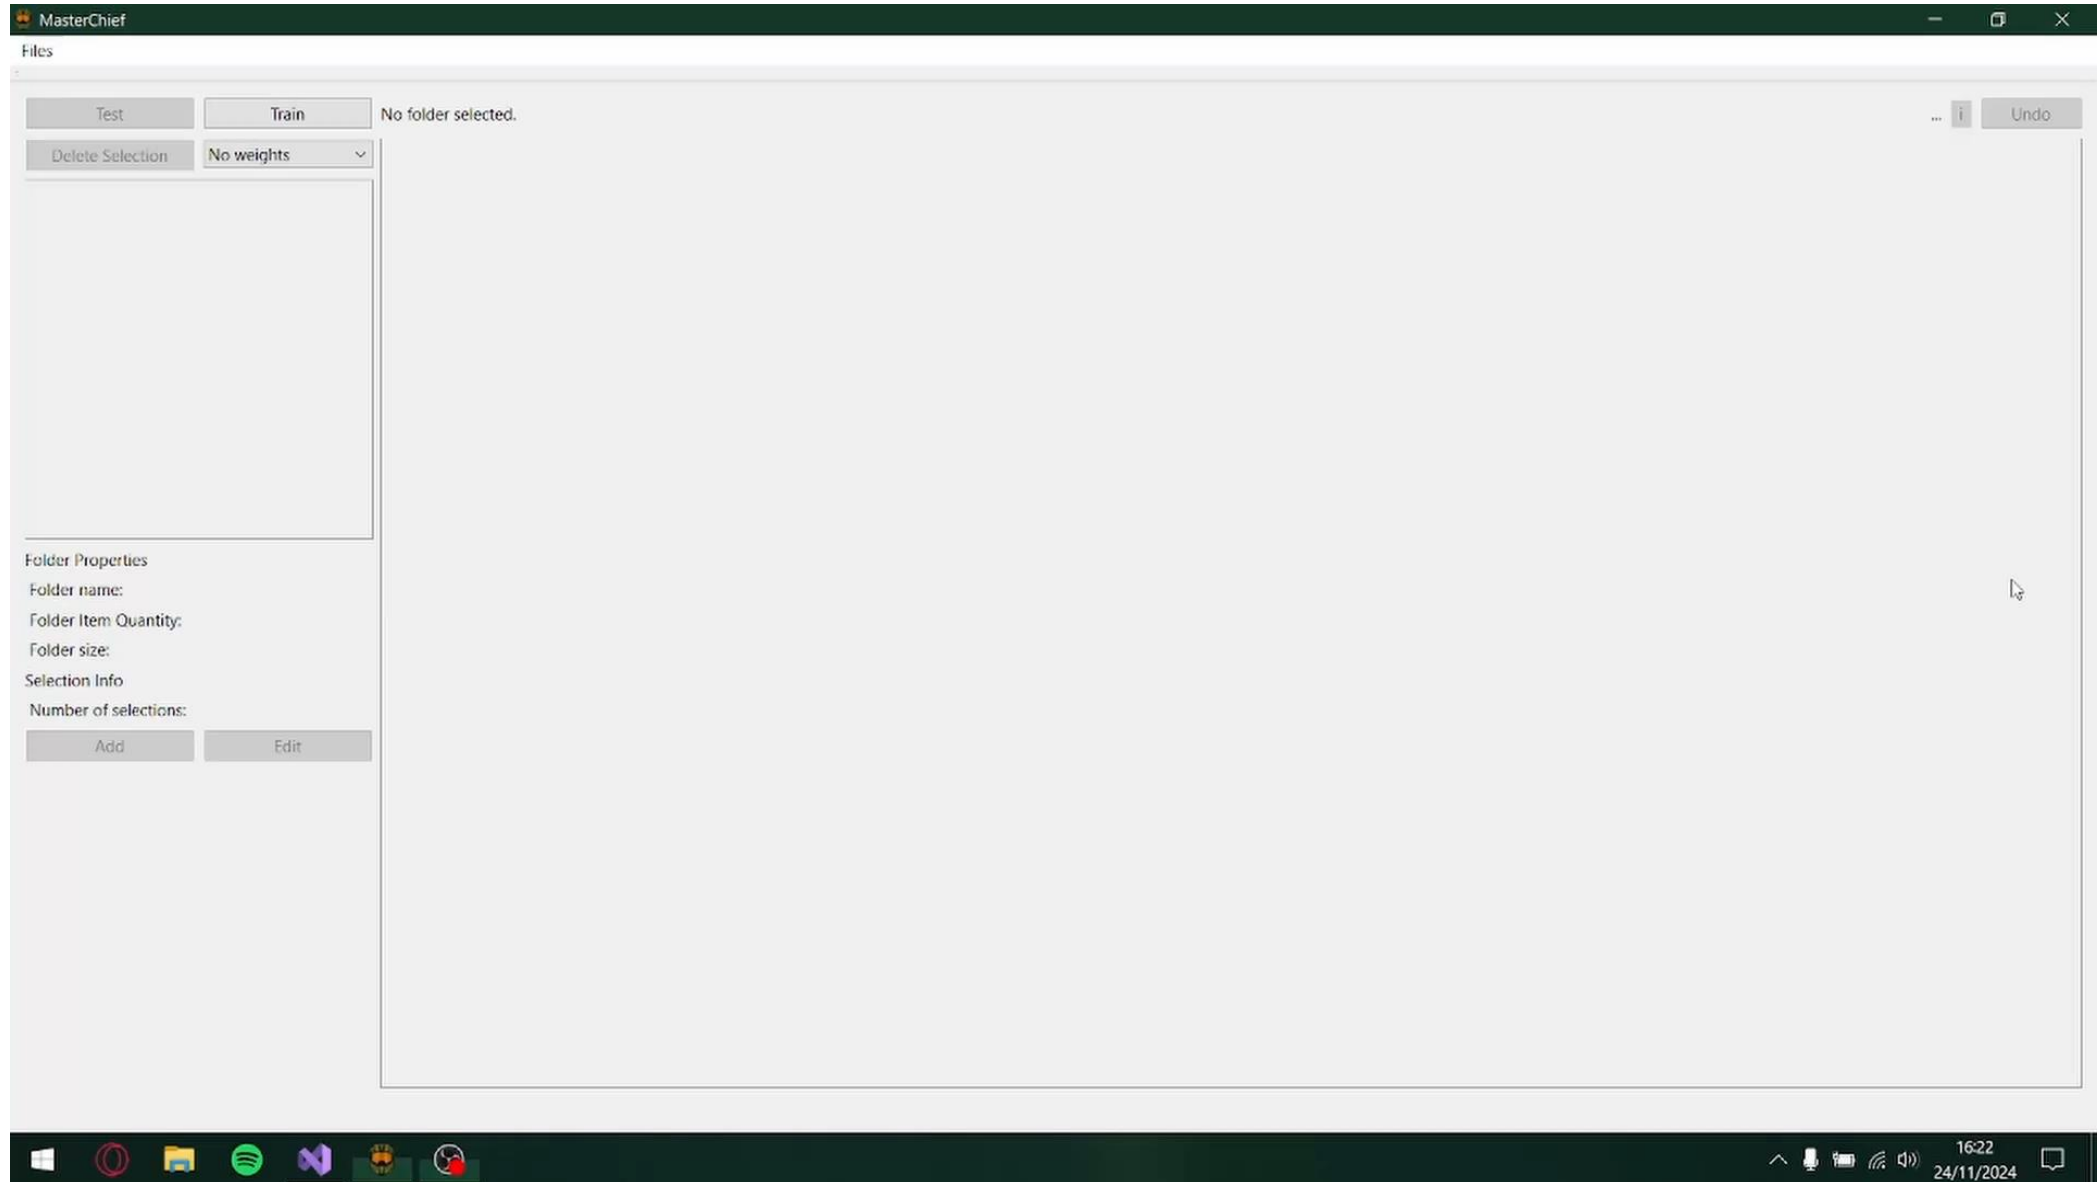 MasterChief
Files
Test
Train
No folder selected.
...
i
Undo
Delete Selection
No weights
Folder Properties
Folder name:
Folder Item Quantity:
Folder size:
Selection Info
Number of selections:
Add
Edit
16:22
24/11/2024